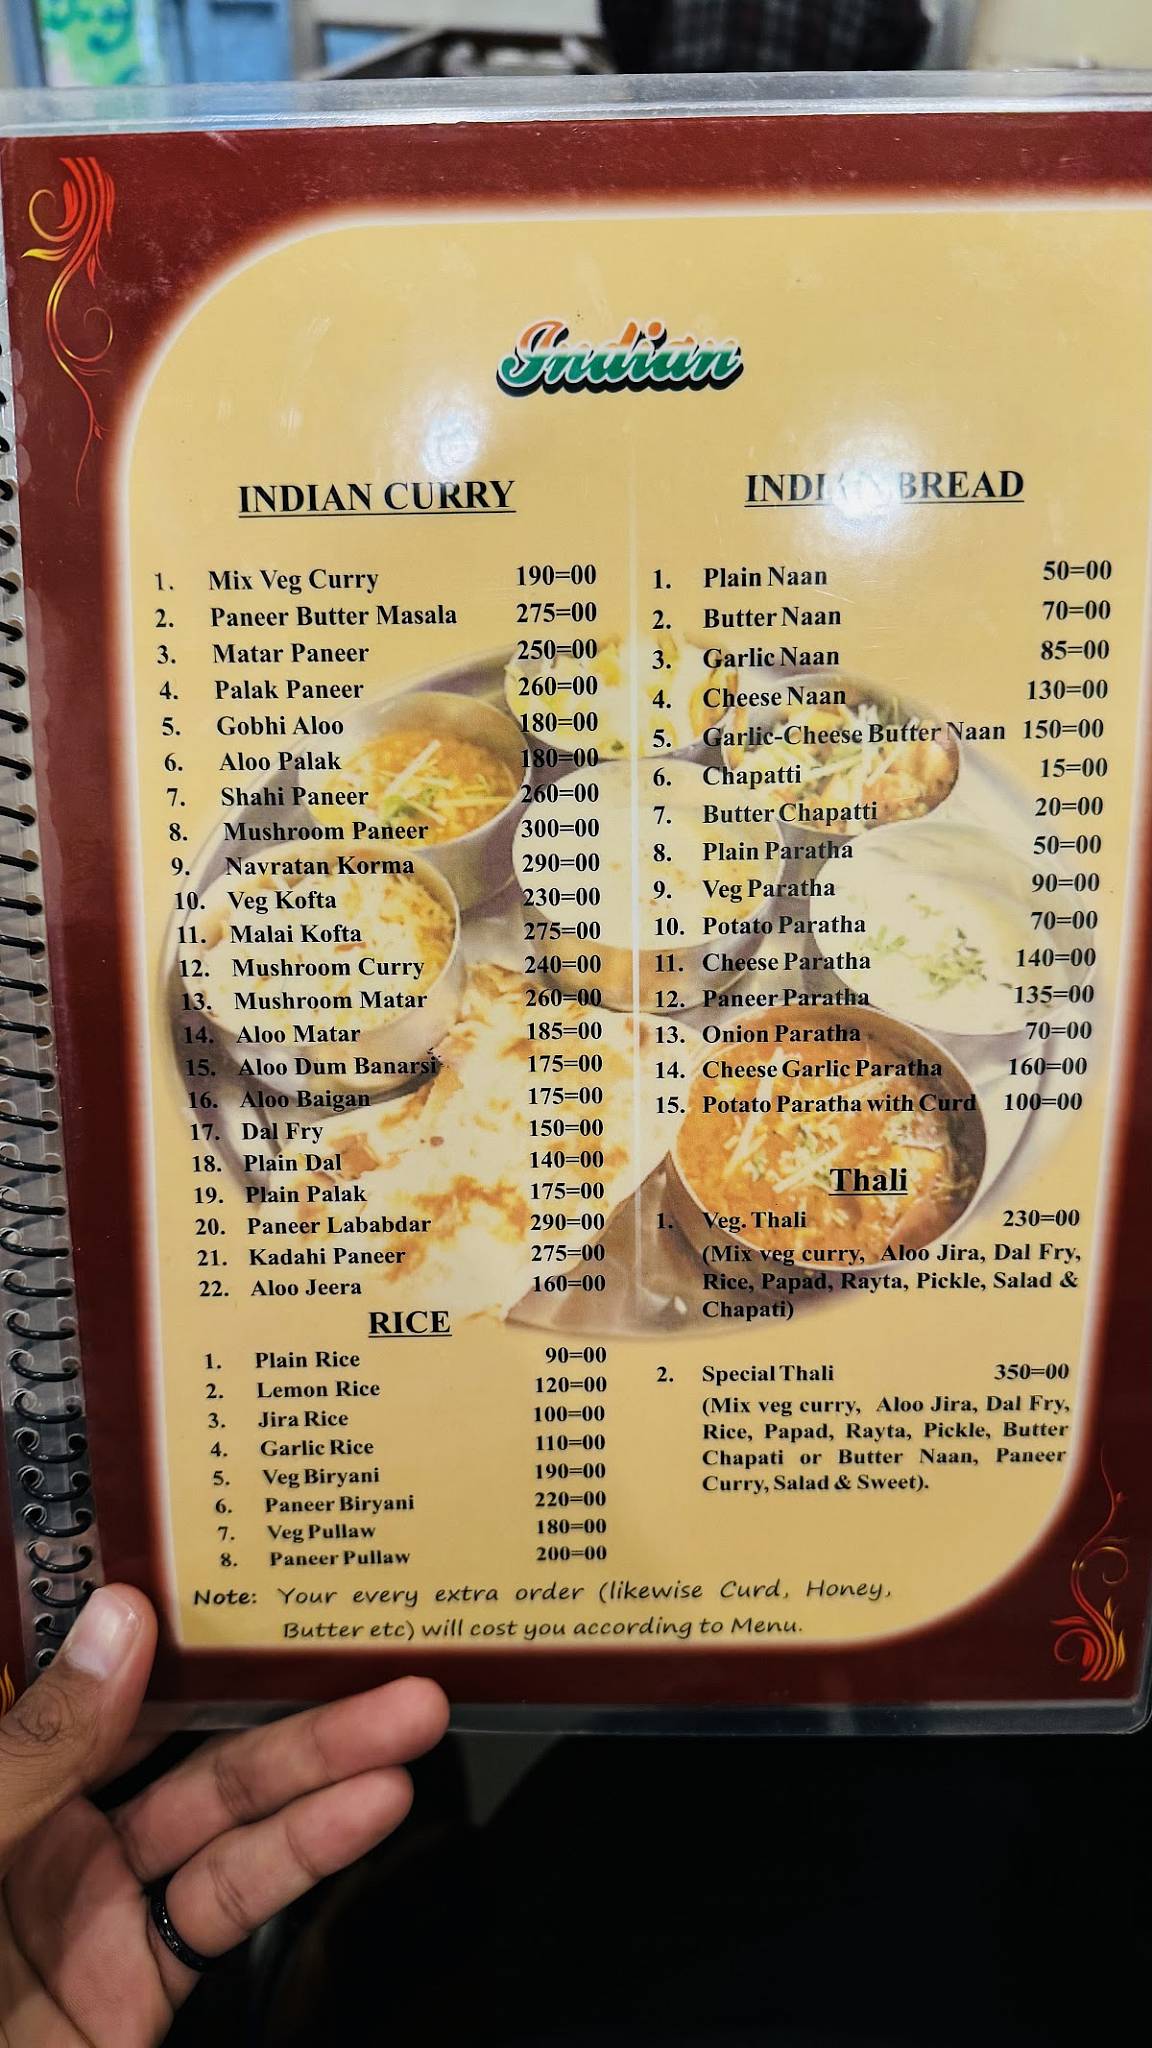 Indian
INDIAN CURRY
1. Mix Veg Curry 190=00
2. Paneer Butter Masala 275=00
3. Matar Paneer 250=00
4. Palak Paneer 260=00
5. Gobhi Aloo 180=00
6. Aloo Palak 180=00
7. Shahi Paneer 260=00
8. Mushroom Paneer 300=00
9. Navratan Korma 290=00
10. Veg Kofta 230=00
11. Malai Kofta 275=00
12. Mushroom Curry 240=00
13. Mushroom Matar 260=00
14. Aloo Matar 185=00
15. Aloo Dum Banarsi 175=00
16. Aloo Baigan 175=00
17. Dal Fry 150=00
18. Plain Dal 140=00
19. Plain Palak 175=00
20. Paneer Lababdar 290=00
21. Kadahi Paneer 275=00
22. Aloo Jeera 160=00
RICE
1. Plain Rice 90=00
2. Lemon Rice 120=00
3. Jira Rice 100=00
4. Garlic Rice 110=00
5. Veg Biryani 190=00
6. Paneer Biryani 220=00
7. Veg Pullaw 180=00
8. Paneer Pullaw 200=00
INDIAN BREAD
1. Plain Naan 50=00
2. Butter Naan 70=00
3. Garlic Naan 85=00
4. Cheese Naan 130=00
5. Garlic-Cheese Butter Naan 150=00
6. Chapatti 15=00
7. Butter Chapatti 20=00
8. Plain Paratha 50=00
9. Veg Paratha 90=00
10. Potato Paratha 70=00
11. Cheese Paratha 140=00
12. Paneer Paratha 135=00
13. Onion Paratha 70=00
14. Cheese Garlic Paratha 160=00
15. Potato Paratha with Curd 100=00
Thali
1. Veg. Thali 230=00
(Mix veg curry, Aloo Jira, Dal Fry,
Rice, Papad, Rayta, Pickle, Salad &
Chapati)
2. Special Thali 350=00
(Mix veg curry, Aloo Jira, Dal Fry,
Rice, Papad, Rayta, Pickle, Butter
Chapati or Butter Naan, Paneer
Curry, Salad & Sweet).
Note: Your every extra order (likewise Curd, Honey,
Butter etc) will cost you according to Menu.